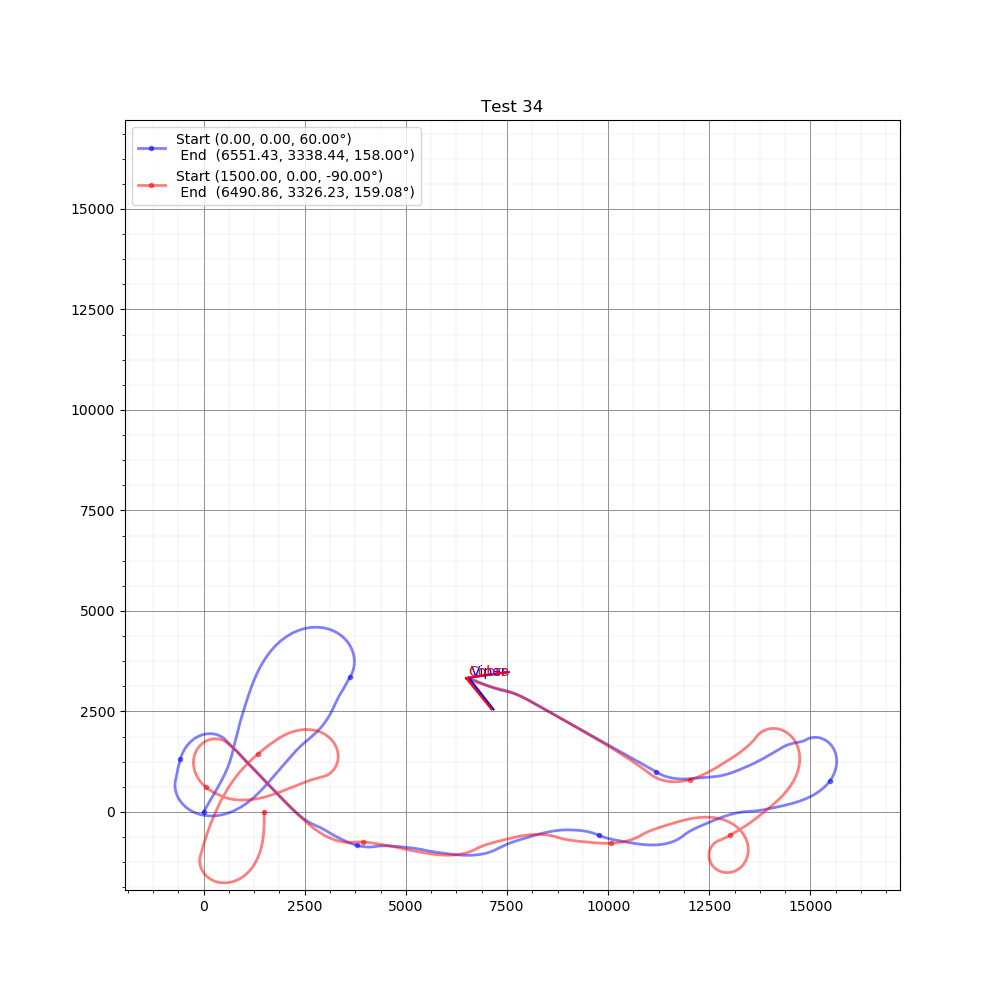 Test 34
Start (0.00, 0.00, 60.00°)
End (6551.43, 3338.44, 158.00°)
Start (1500.00, 0.00, -90.00°)
End (6490.86, 3326.23, 159.08°)
15000
12500
10000
7500
5000
2500
0
0 2500 5000 7500 10000 12500 15000